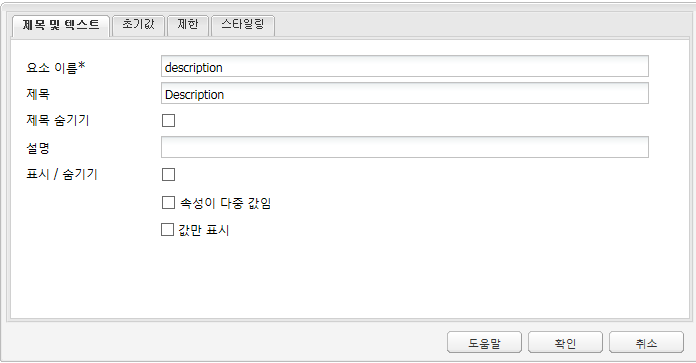 제목 및 텍스트 초기값 제한 스타일링
요소 이름* description
제목 Description
제목 숨기기
설명
표시 / 숨기기
속성이 다중 값임
값만 표시
도움말 확인 취소